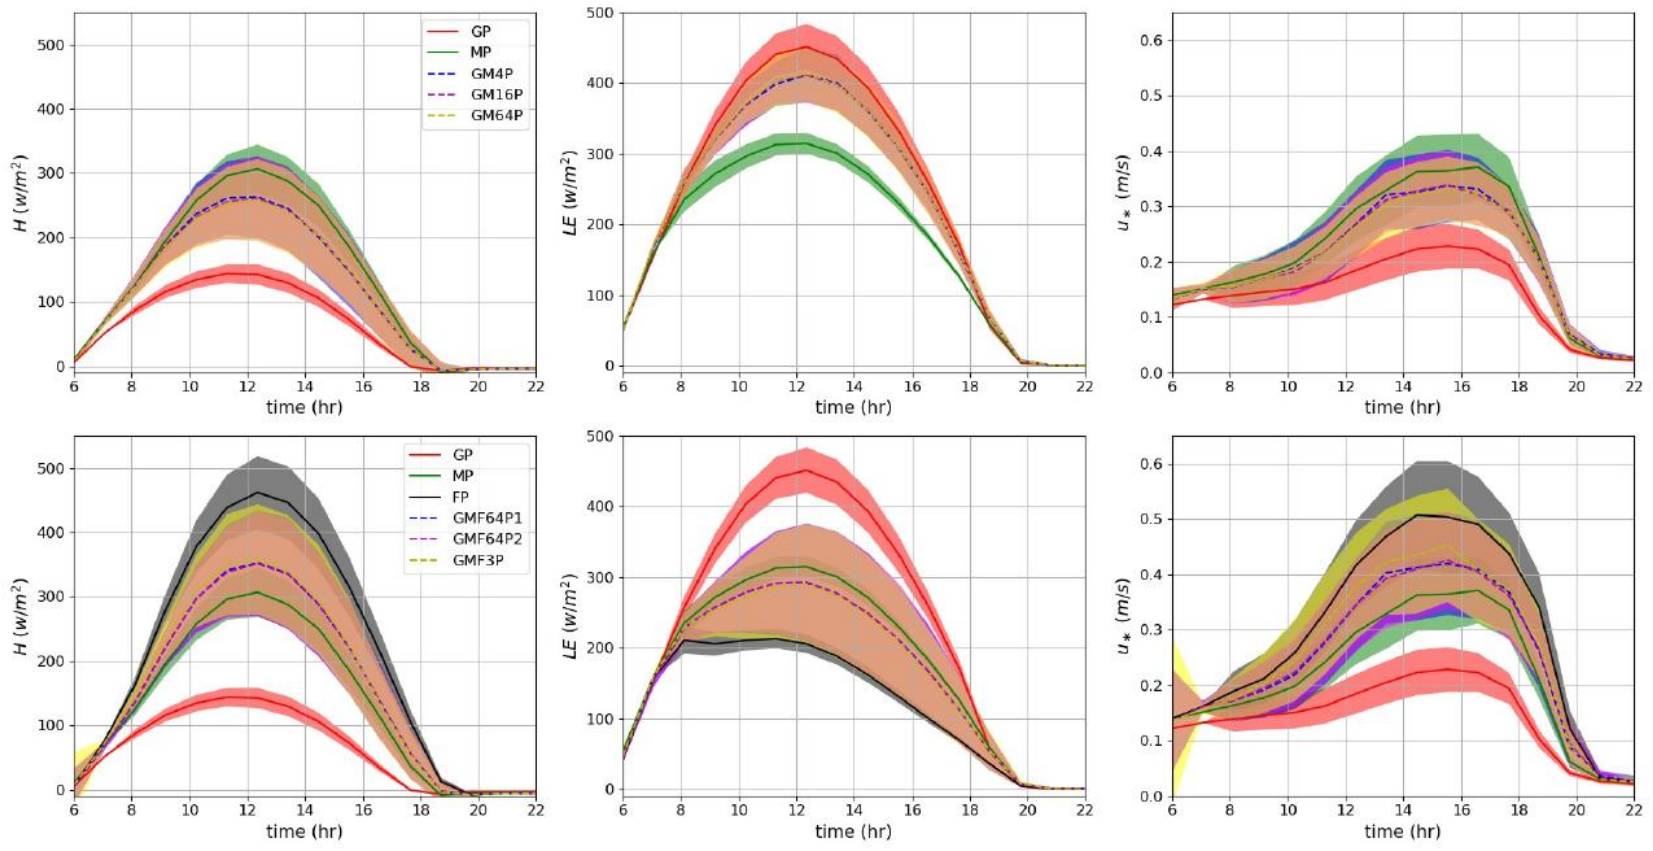 500
400
300
200
100
0
H (w/m²)
6 8 10 12 14 16 18 20 22
time (hr)
GP
MP
GM4P
GM16P
GM64P
500
400
300
200
100
0
LE (w/m²)
6 8 10 12 14 16 18 20 22
time (hr)
0.6
0.5
0.4
0.3
0.2
0.1
0.0
u* (m/s)
6 8 10 12 14 16 18 20 22
time (hr)
500
400
300
200
100
0
H (w/m²)
6 8 10 12 14 16 18 20 22
time (hr)
GP
MP
FP
GMF64P1
GMF64P2
GMF3P
500
400
300
200
100
0
LE (w/m²)
6 8 10 12 14 16 18 20 22
time (hr)
0.6
0.5
0.4
0.3
0.2
0.1
0.0
u* (m/s)
6 8 10 12 14 16 18 20 22
time (hr)